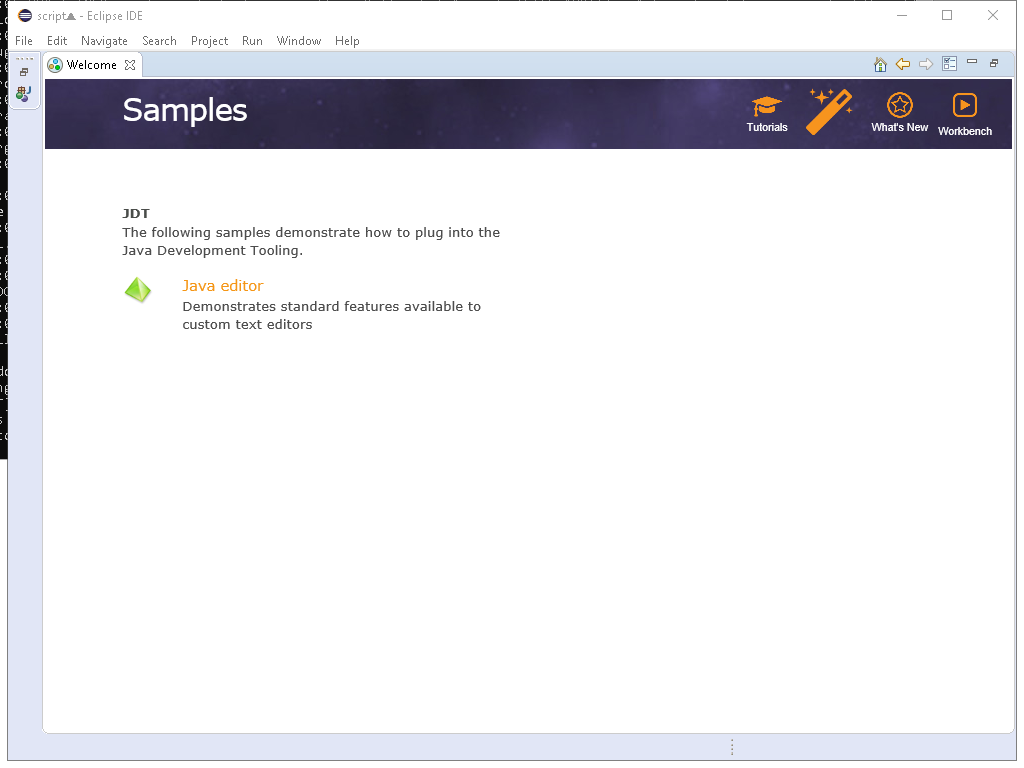 script▲ - Eclipse IDE
File Edit Navigate Search Project Run Window Help
Welcome
Samples
Tutorials What's New Workbench
JDT
The following samples demonstrate how to plug into the
Java Development Tooling.
Java editor
Demonstrates standard features available to
custom text editors